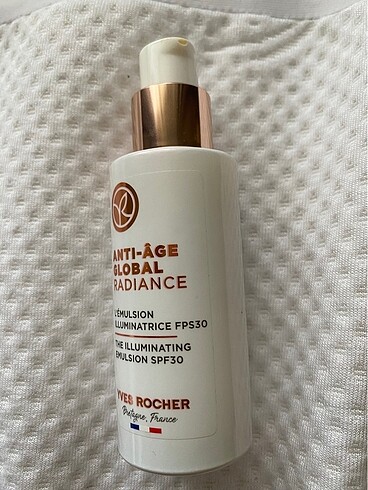 ANTI-ÂGE
GLOBAL
RADIANCE
L'ÉMULSION
ILLUMINATRICE FPS30
THE ILLUMINATING
EMULSION SPF30
YVES ROCHER
Bretagne, France